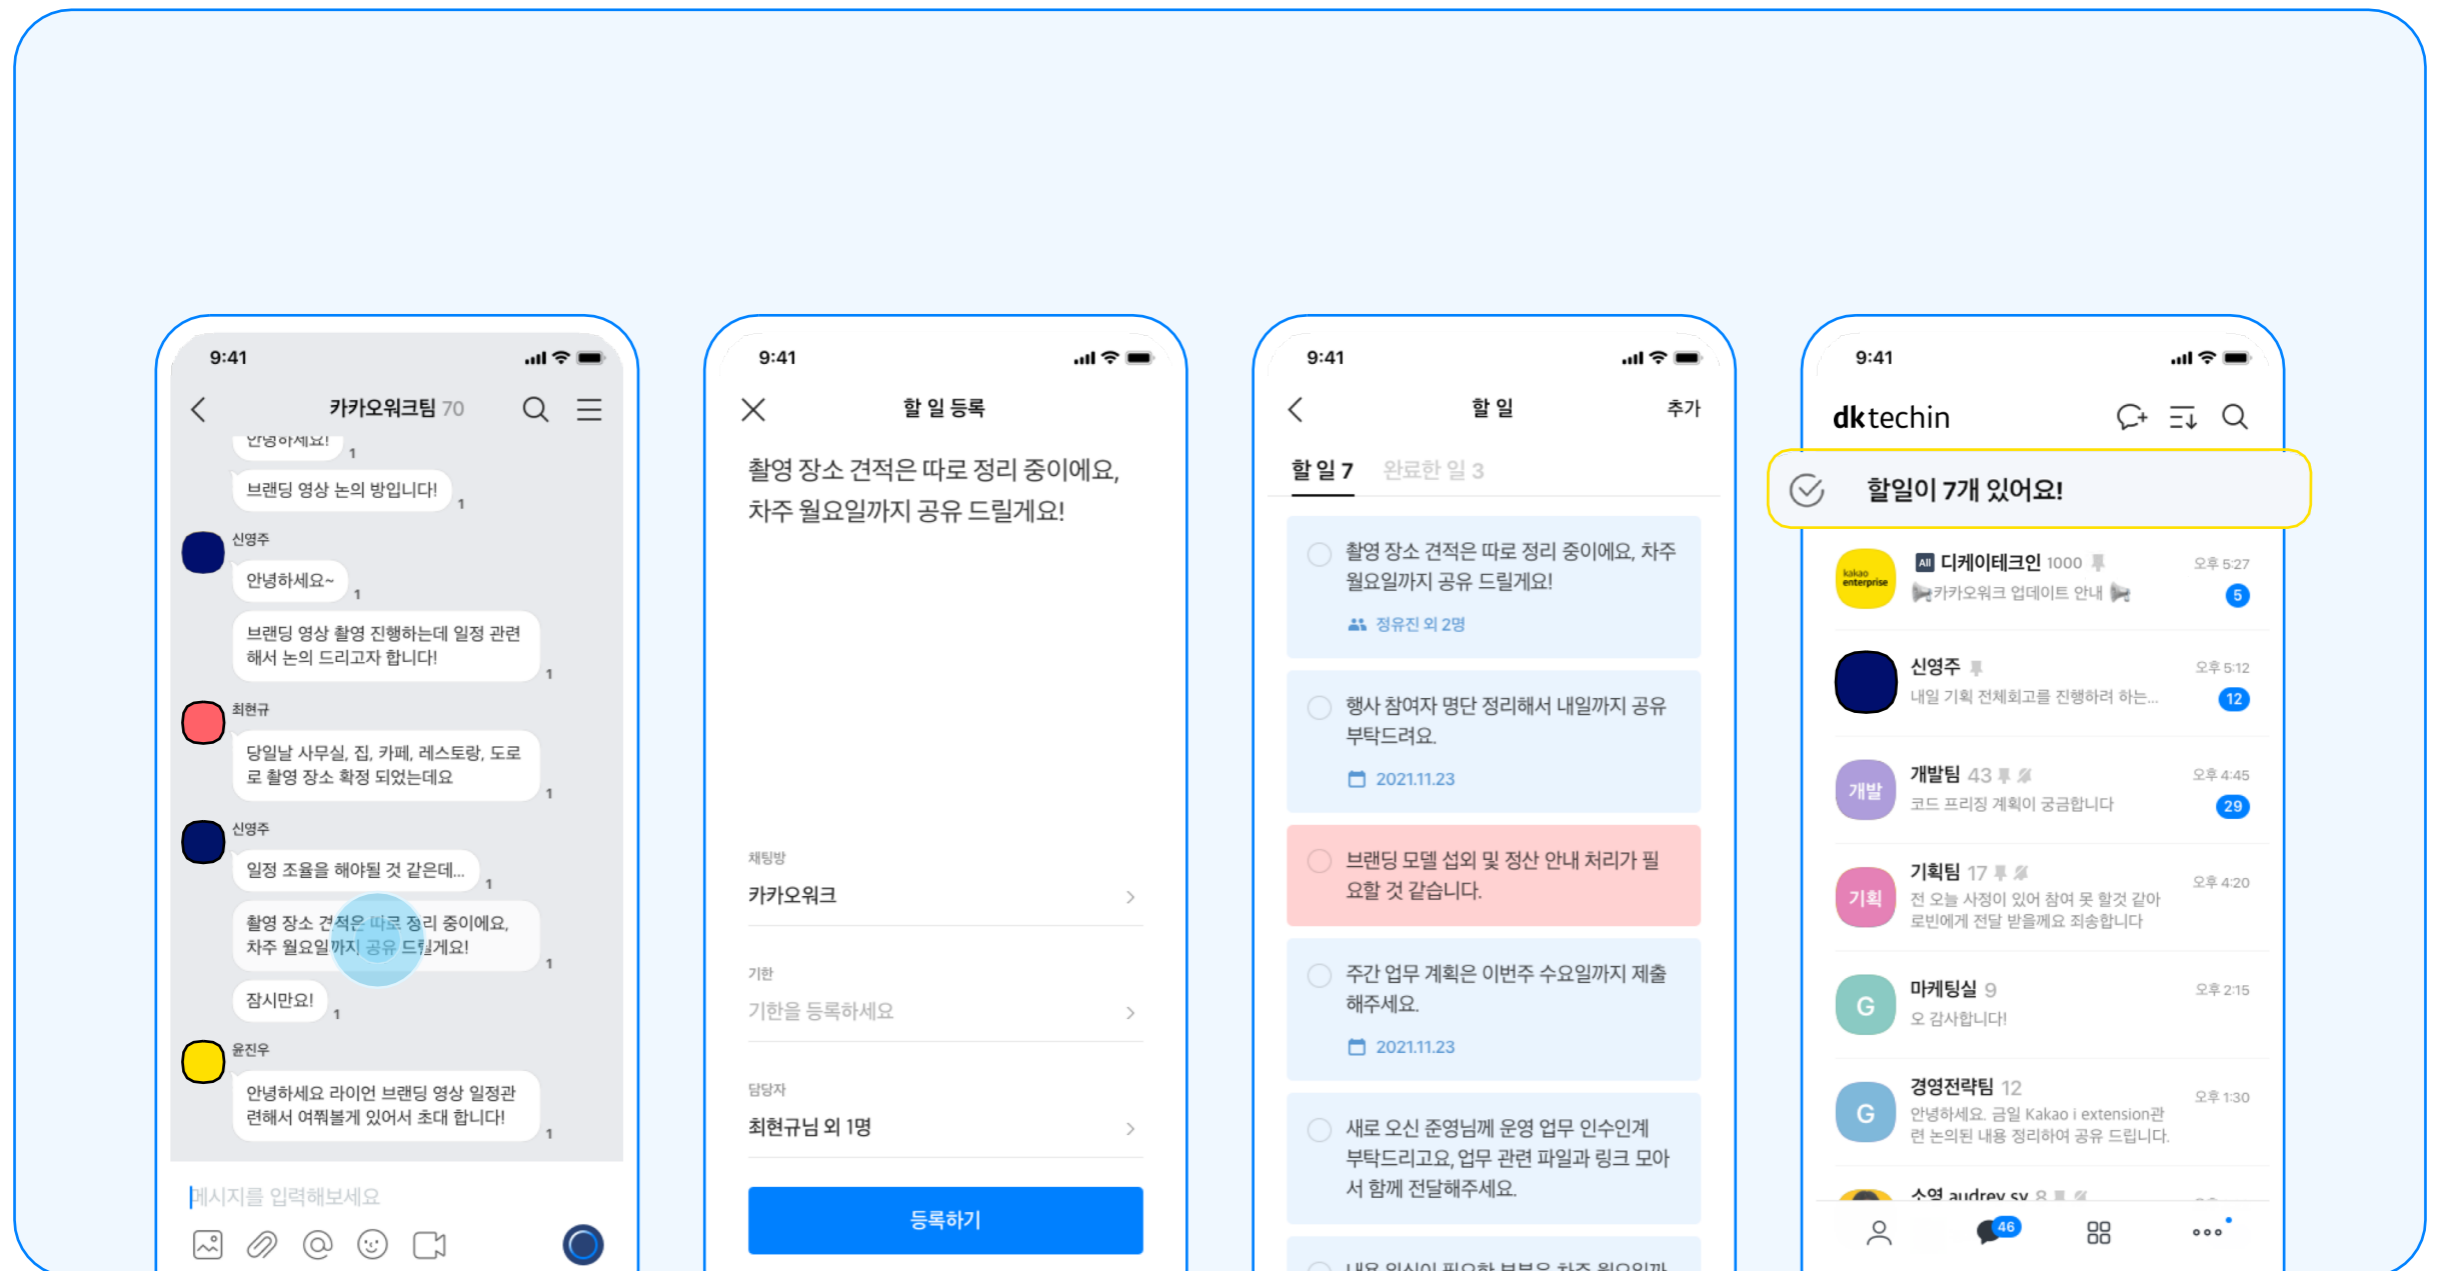 9:41
카카오워크팀 70
안녕하세요!
1
브랜딩 영상 논의 방입니다!
1
신영주
안녕하세요~
1
브랜딩 영상 촬영 진행하는데 일정 관련
해서 논의 드리고자 합니다!
1
최현규
당일날 사무실, 집, 카페, 레스토랑, 도로
로 촬영 장소 확정 되었는데요
1
신영주
일정 조율을 해야될 것 같은데...
1
촬영 장소 견적은 따로 정리 중이에요,
차주 월요일까지 공유 드릴게요!
1
잠시만요!
1
윤진우
안녕하세요 라이언 브랜딩 영상 일정관
련해서 여쭤볼게 있어서 초대 합니다!
1
메시지를 입력해보세요
9:41
할 일 등록
촬영 장소 견적은 따로 정리 중이에요,
차주 월요일까지 공유 드릴게요!
채팅방
카카오워크
기한
기한을 등록하세요
담당자
최현규님 외 1명
등록하기
9:41
할 일
추가
할 일 7
완료한 일 3
촬영 장소 견적은 따로 정리 중이에요, 차주
월요일까지 공유 드릴게요!
정유진 외 2명
행사 참여자 명단 정리해서 내일까지 공유
부탁드려요.
2021.11.23
브랜딩 모델 섭외 및 정산 안내 처리가 필
요할 것 같습니다.
주간 업무 계획은 이번주 수요일까지 제출
해주세요.
2021.11.23
새로 오신 준영님께 운영 업무 인수인계
부탁드리고요, 업무 관련 파일과 링크 모아
서 함께 전달해주세요.
9:41
dktechin
할일이 7개 있어요!
kakao
enterprise
All 디케이테크인 1000
오후 5:27
카카오워크 업데이트 안내
5
신영주
오후 5:12
내일 기획 전체회고를 진행하려 하는...
12
개발
개발팀 43
오후 4:45
코드 프리징 계획이 궁금합니다
29
기획
기획팀 17
오후 4:20
전 오늘 사정이 있어 참여 못 할것 같아
로빈에게 전달 받을께요 죄송합니다
G
마케팅실 9
오후 2:15
오 감사합니다!
G
경영전략팀 12
오후 1:30
안녕하세요. 금일 Kakao i extension관
련 논의된 내용 정리하여 공유 드립니다.
소영 audrey.sy 8
46